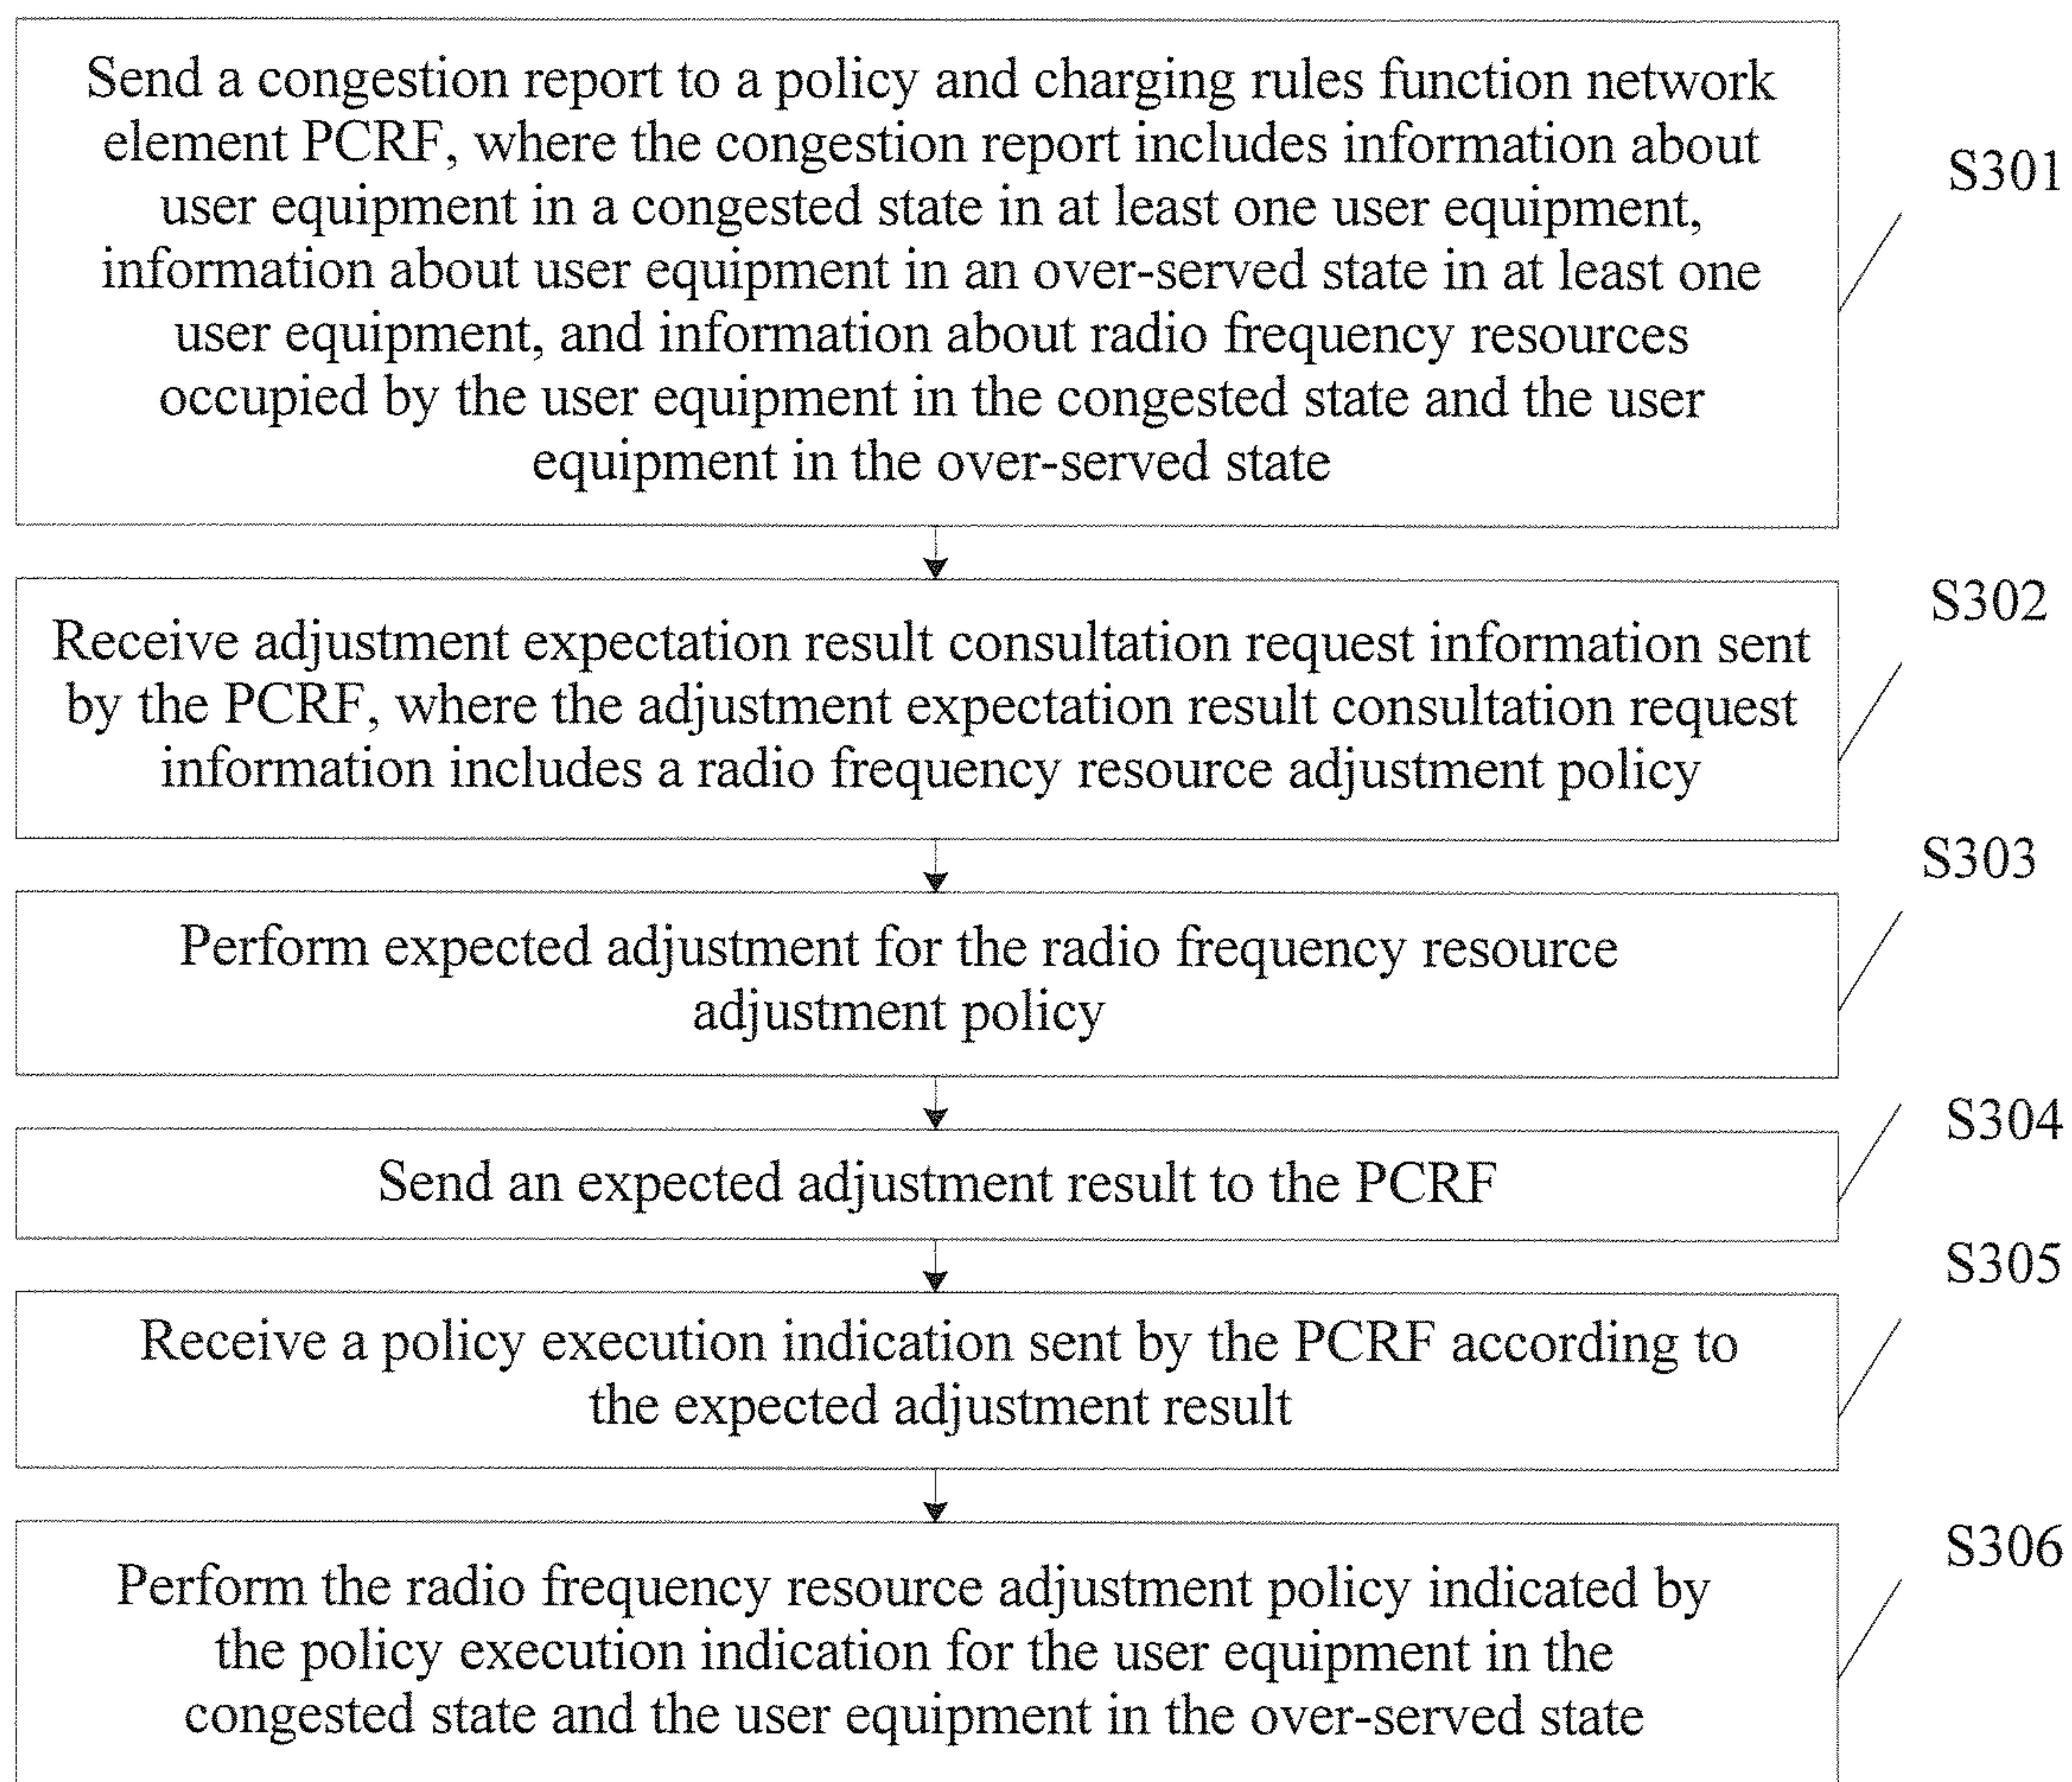 Send a congestion report to a policy and charging rules function network
element PCRF, where the congestion report includes information about
user equipment in a congested state in at least one user equipment,
information about user equipment in an over-served state in at least one
user equipment, and information about radio frequency resources
occupied by the user equipment in the congested state and the user
equipment in the over-served state
S301
Receive adjustment expectation result consultation request information sent
by the PCRF, where the adjustment expectation result consultation request
information includes a radio frequency resource adjustment policy
S302
Perform expected adjustment for the radio frequency resource
adjustment policy
S303
Send an expected adjustment result to the PCRF
S304
Receive a policy execution indication sent by the PCRF according to
the expected adjustment result
S305
Perform the radio frequency resource adjustment policy indicated by
the policy execution indication for the user equipment in the
congested state and the user equipment in the over-served state
S306